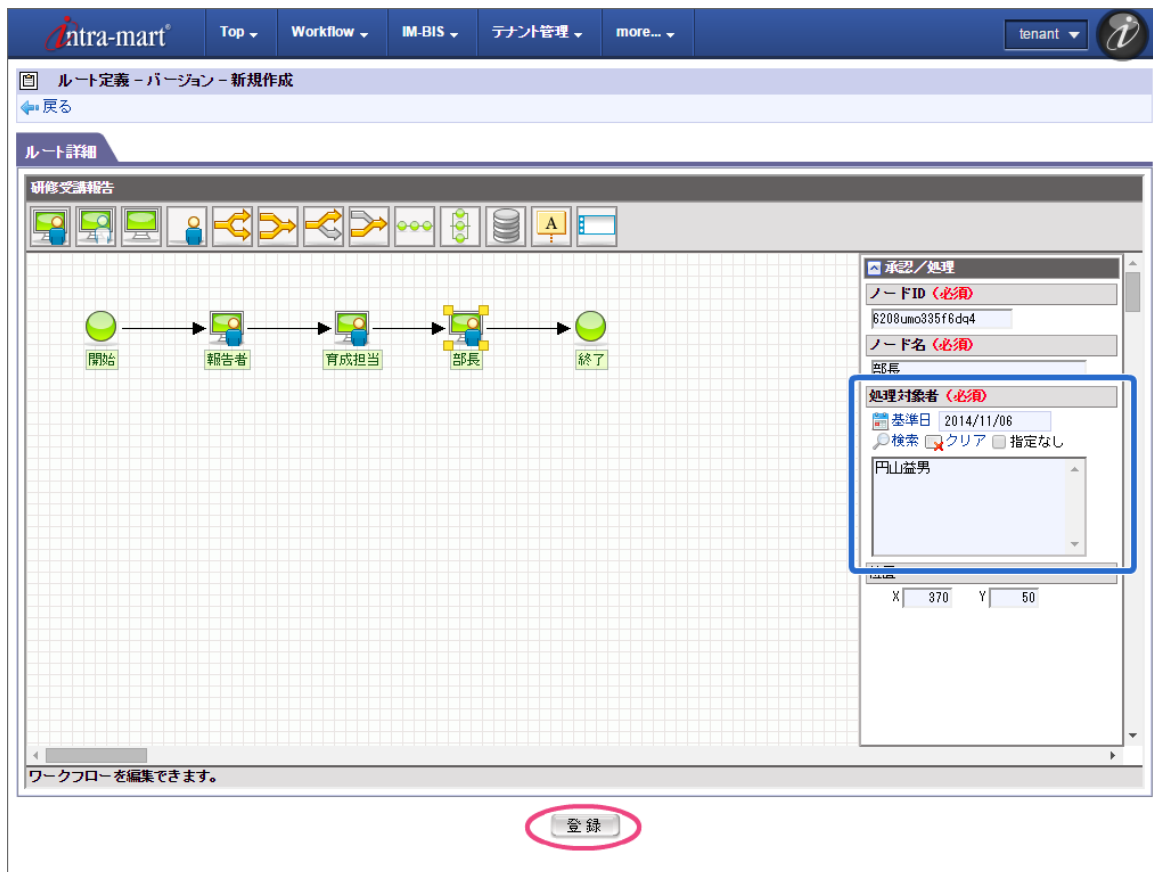 intra-mart® Top Workflow IM-BIS テナント管理 more... tenant
ルート定義 - バージョン - 新規作成
戻る
ルート詳細
研修受講報告
A
承認／処理
ノードID（必須）
6208umo335f6dq4
ノード名（必須）
部長
処理対象者（必須）
基準日 2014/11/06
検索 クリア 指定なし
円山益男
位置
X 370 Y 50
開始 報告者 育成担当 部長 終了
ワークフローを編集できます。
登録